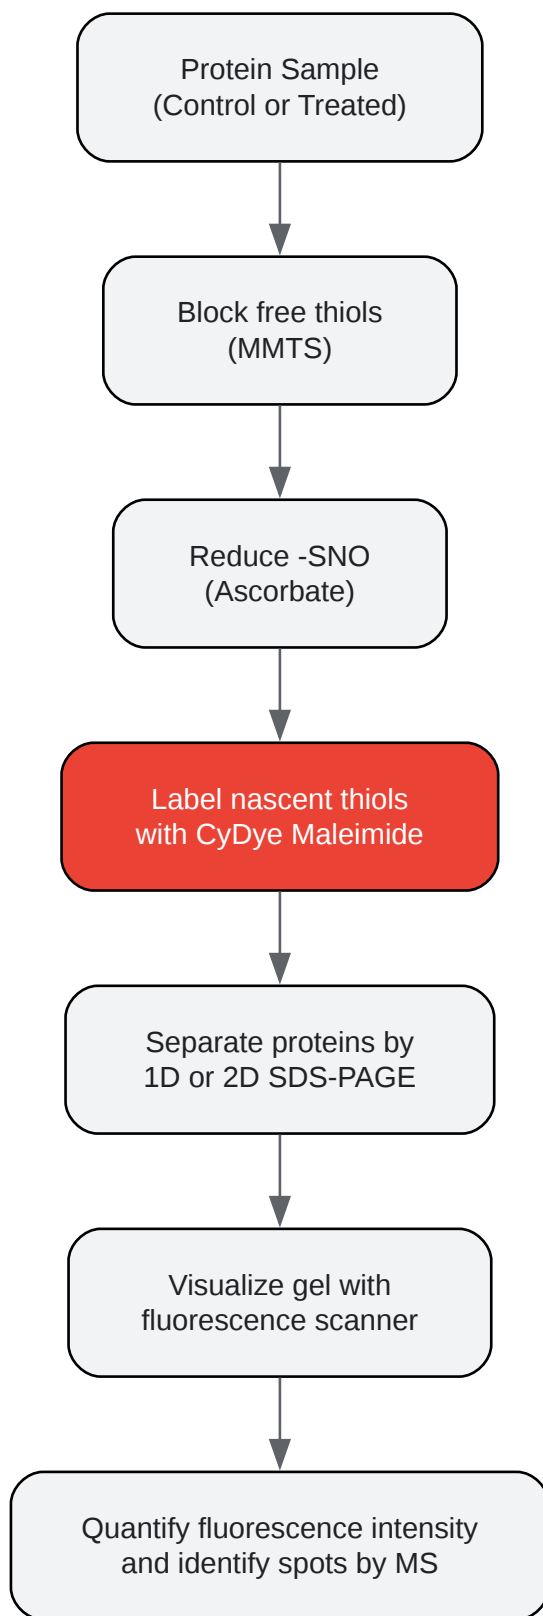 Protein Sample
(Control or Treated)
Block free thiols
(MMTS)
Reduce -SNO
(Ascorbate)
Label nascent thiols
with CyDye Maleimide
Separate proteins by
1D or 2D SDS-PAGE
Visualize gel with
fluorescence scanner
Quantify fluorescence intensity
and identify spots by MS